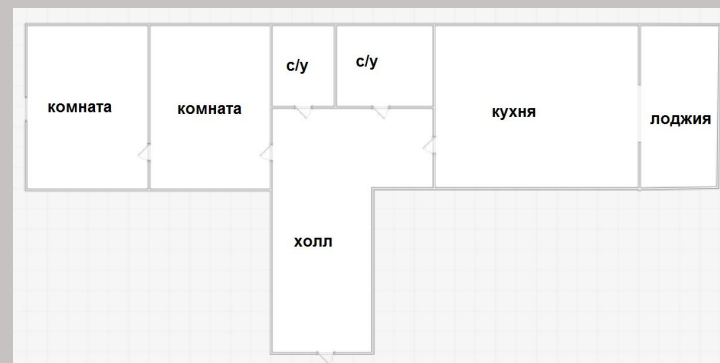 с/у
с/у
комната
комната
кухня
лоджия
холл